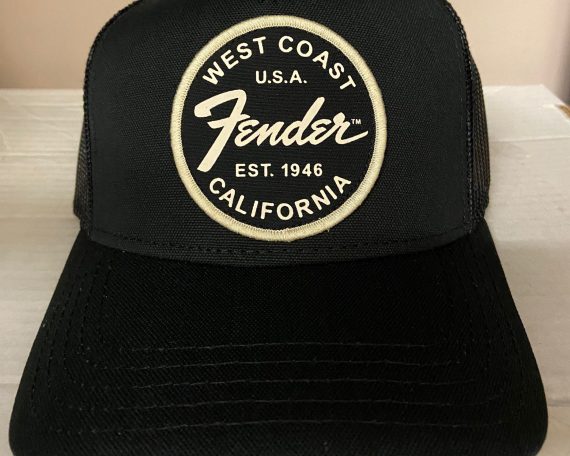 WEST COAST
U.S.A.
Fender™
EST. 1946
CALIFORNIA